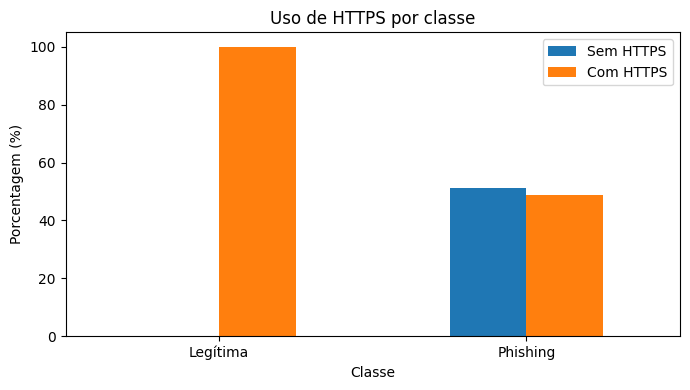 Uso de HTTPS por classe
Sem HTTPS
Com HTTPS
Porcentagem (%)
100
80
60
40
20
0
Legítima
Phishing
Classe